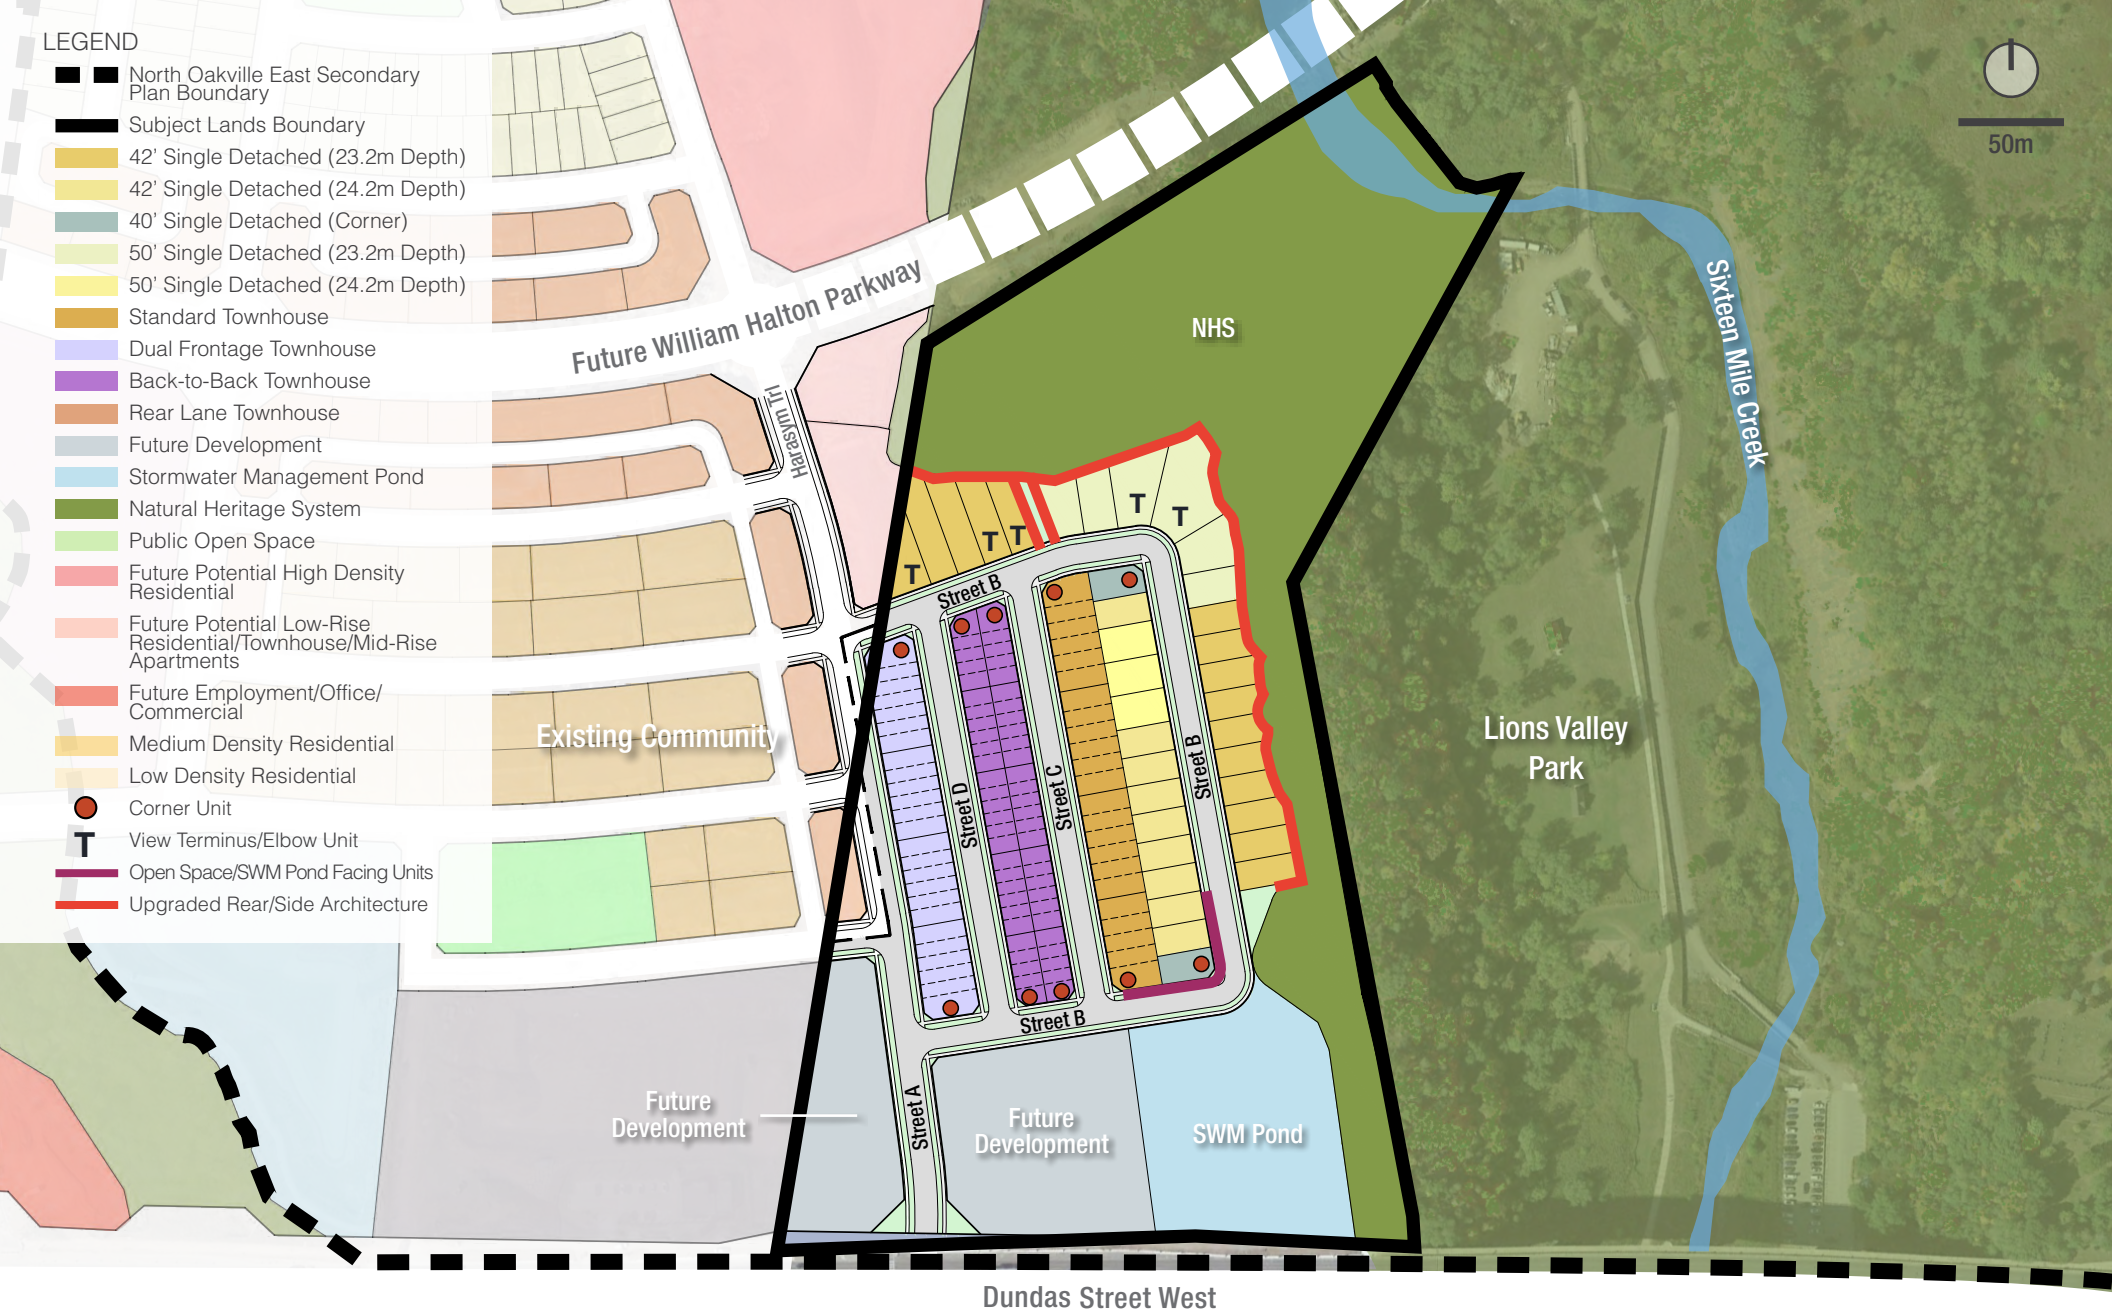 LEGEND
North Oakville East Secondary
Plan Boundary
Subject Lands Boundary
42' Single Detached (23.2m Depth)
42' Single Detached (24.2m Depth)
40' Single Detached (Corner)
50' Single Detached (23.2m Depth)
50' Single Detached (24.2m Depth)
Standard Townhouse
Dual Frontage Townhouse
Back-to-Back Townhouse
Rear Lane Townhouse
Future Development
Stormwater Management Pond
Natural Heritage System
Public Open Space
Future Potential High Density
Residential
Future Potential Low-Rise
Residential/Townhouse/Mid-Rise
Apartments
Future Employment/Office/
Commercial
Medium Density Residential
Low Density Residential
Corner Unit
T View Terminus/Elbow Unit
Open Space/SWM Pond Facing Units
Upgraded Rear/Side Architecture
50m
Future William Halton Parkway
Harasym Trl
NHS
Sixteen Mile Creek
T
T
T
T
T
Street B
Existing Community
Street D
Street C
Street B
Lions Valley
Park
Street B
Street A
Future
Development
Future
Development
SWM Pond
Dundas Street West